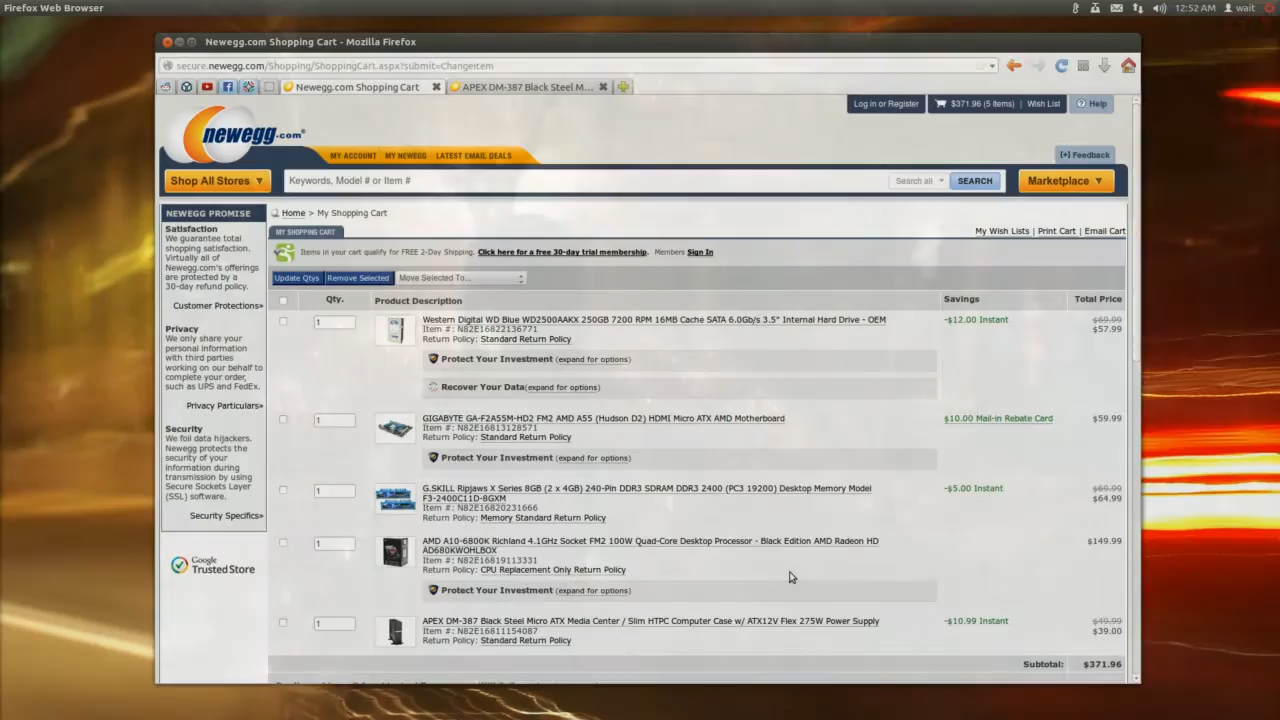 Firefox Web Browser
12:52 AM wait
Newegg.com Shopping Cart - Mozilla Firefox
secure.newegg.com/Shopping/ShoppingCart.aspx?submit=ChangeItem
Newegg.com Shopping Cart
APEX DM-387 Black Steel M...
Log in or Register
$371.96 (5 Items) | Wish List
? Help
newegg.com®
MY ACCOUNT MY NEWEGG LATEST EMAIL DEALS
[+] Feedback
Shop All Stores ▼
Keywords, Model # or Item #
Search all
SEARCH
Marketplace ▼
NEWEGG PROMISE
Satisfaction
We guarantee total
shopping satisfaction.
Virtually all of
Newegg.com's offerings
are protected by a
30-day refund policy.
Customer Protections»
Privacy
We only share your
personal information
with third parties
working on our behalf to
complete your order,
such as UPS and FedEx.
Privacy Particulars»
Security
We foil data hijackers.
Newegg protects the
security of your
information during
transmission by using
Secure Sockets Layer
(SSL) software.
Security Specifics»
Google
Trusted Store
Home > My Shopping Cart
MY SHOPPING CART
My Wish Lists | Print Cart | Email Cart
Items in your cart qualify for FREE 2-Day Shipping. Click here for a free 30-day trial membership. Members Sign In
Update Qtys Remove Selected Move Selected To...
Qty. Product Description Savings Total Price
1 Western Digital WD Blue WD2500AAKX 250GB 7200 RPM 16MB Cache SATA 6.0Gb/s 3.5" Internal Hard Drive - OEM -$12.00 Instant $69.99
Item #: N82E16822136771 $57.99
Return Policy: Standard Return Policy
Protect Your Investment (expand for options)
Recover Your Data(expand for options)
1 GIGABYTE GA-F2A55M-HD2 FM2 AMD A55 (Hudson D2) HDMI Micro ATX AMD Motherboard $10.00 Mail-in Rebate Card $59.99
Item #: N82E16813128571
Return Policy: Standard Return Policy
Protect Your Investment (expand for options)
1 G.SKILL Ripjaws X Series 8GB (2 x 4GB) 240-Pin DDR3 SDRAM DDR3 2400 (PC3 19200) Desktop Memory Model -$5.00 Instant $69.99
F3-2400C11D-8GXM $64.99
Item #: N82E16820231666
Return Policy: Memory Standard Return Policy
1 AMD A10-6800K Richland 4.1GHz Socket FM2 100W Quad-Core Desktop Processor - Black Edition AMD Radeon HD $149.99
AD680KWOHLBOX
Item #: N82E16819113331
Return Policy: CPU Replacement Only Return Policy
Protect Your Investment (expand for options)
1 APEX DM-387 Black Steel Micro ATX Media Center / Slim HTPC Computer Case w/ ATX12V Flex 275W Power Supply -$10.99 Instant $49.99
Item #: N82E16811154087 $39.00
Return Policy: Standard Return Policy
Subtotal: $371.96